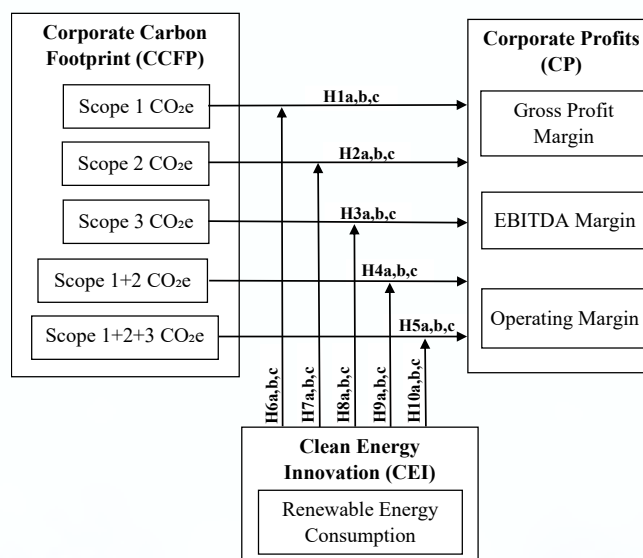 Corporate Carbon
Footprint (CCFP)
Scope 1 CO₂e
Scope 2 CO₂e
Scope 3 CO₂e
Scope 1+2 CO₂e
Scope 1+2+3 CO₂e
H1a,b,c
H2a,b,c
H3a,b,c
H4a,b,c
H5a,b,c
Corporate Profits
(CP)
Gross Profit
Margin
EBITDA Margin
Operating Margin
H6a,b,c
H7a,b,c
H8a,b,c
H9a,b,c
H10a,b,c
Clean Energy
Innovation (CEI)
Renewable Energy
Consumption